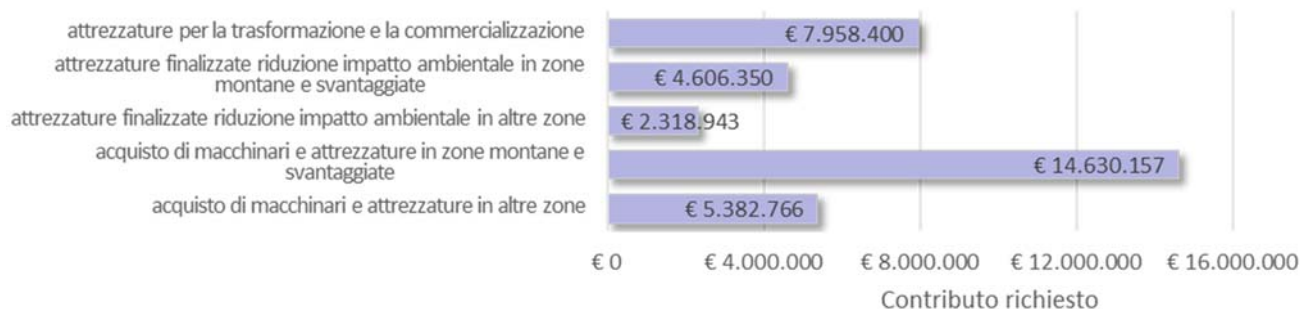 attrezzature per la trasformazione e la commercializzazione
€ 7.958.400
attrezzature finalizzate riduzione impatto ambientale in zone
montane e svantaggiate
€ 4.606.350
attrezzature finalizzate riduzione impatto ambientale in altre zone
€ 2.318.943
acquisto di macchinari e attrezzature in zone montane e
svantaggiate
€ 14.630.157
acquisto di macchinari e attrezzature in altre zone
€ 5.382.766
€ 0
€ 4.000.000
€ 8.000.000
€ 12.000.000
€ 16.000.000
Contributo richiesto